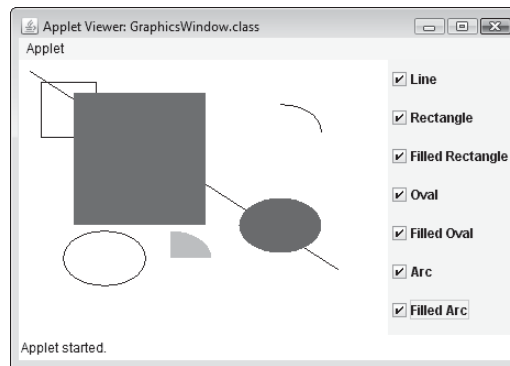 Applet Viewer: GraphicsWindow.class
Applet
Line
Rectangle
Filled Rectangle
Oval
Filled Oval
Arc
Filled Arc
Applet started.